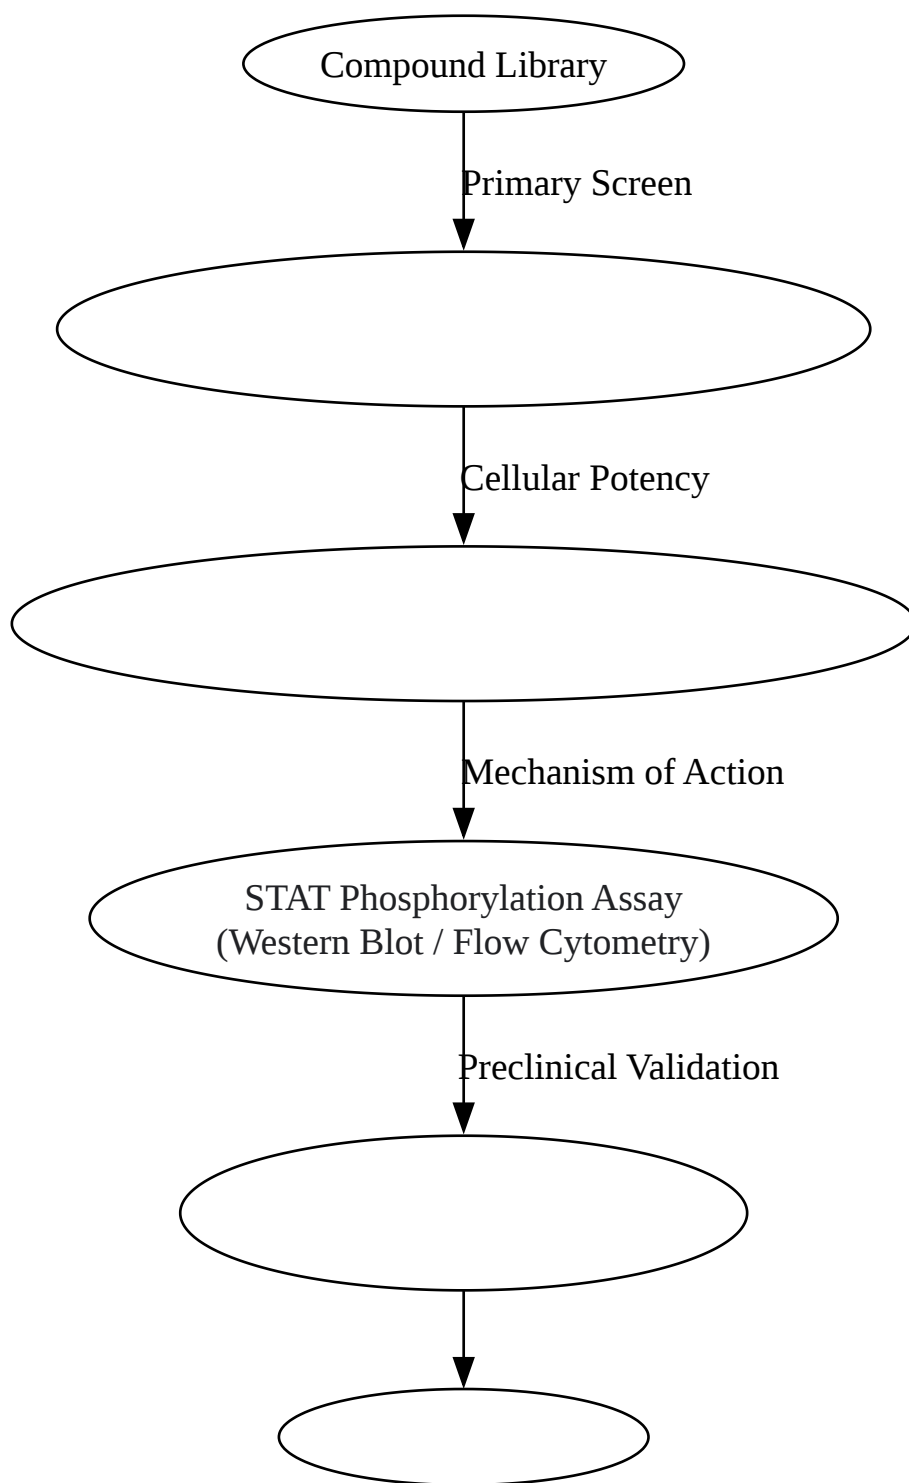 Compound Library
Primary Screen
Cellular Potency
Mechanism of Action
STAT Phosphorylation Assay
(Western Blot / Flow Cytometry)
Preclinical Validation